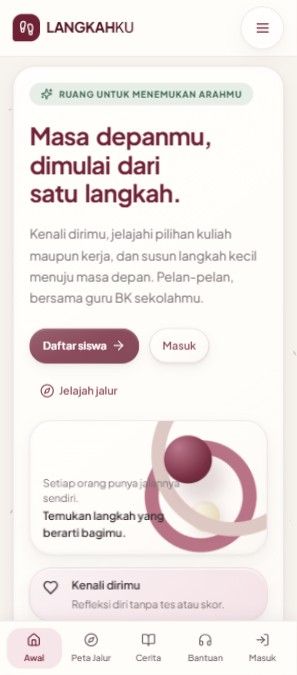 LANGKAHKU
RUANG UNTUK MENEMUKAN ARAHMU
Masa depanmu,
dimulai dari
satu langkah.
Kenali dirimu, jelajahi pilihan kuliah
maupun kerja, dan susun langkah kecil
menuju masa depan. Pelan-pelan,
bersama guru BK sekolahmu.
Daftar siswa →
Masuk
Jelajah jalur
Setiap orang punya jalannya
sendiri.
Temukan langkah yang
berarti bagimu.
Kenali dirimu
Refleksi diri tanpa tes atau skor.
Awal
Peta Jalur
Cerita
Bantuan
Masuk